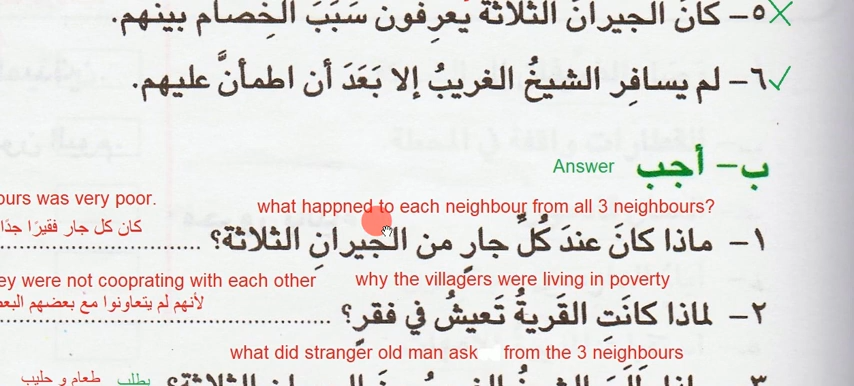 ٥- كانَ الجيرانُ الثلاثةُ يعرِفون سَبَبَ الخِصامِ بينهم.
٦- لم يسافِر الشيخُ الغريبُ إلا بَعَدَ أن اطمأنَّ عليهم.
ب- أجب Answer
ours was very poor.
what happned to each neighbour from all 3 neighbours?
كان كل جار فقيرًا جدًا
١- ماذا كانَ عندَ كُلِّ جارٍ من الجيرانِ الثلاثة؟
ey were not cooprating with each other
why the villagers were living in poverty
لأنهم لم يتعاونوا مع بعضهم
٢- لماذا كانَتِ القَريةُ تَعيشُ في فقرٍ؟
what did stranger old man ask from the 3 neighbours
يطلب طعام و حليب